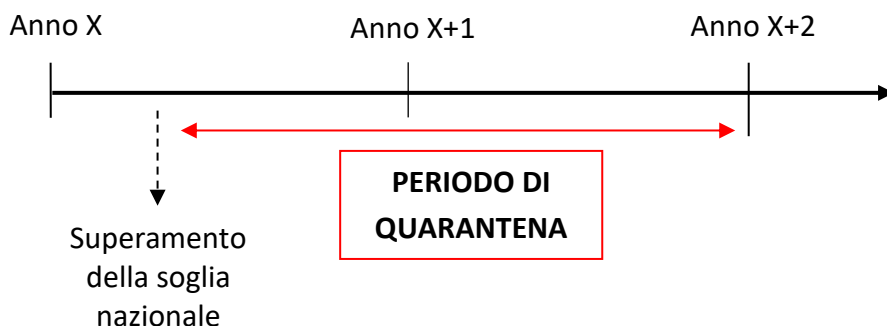 Anno X
Anno X+1
Anno X+2
PERIODO DI
QUARANTENA
Superamento
della soglia
nazionale